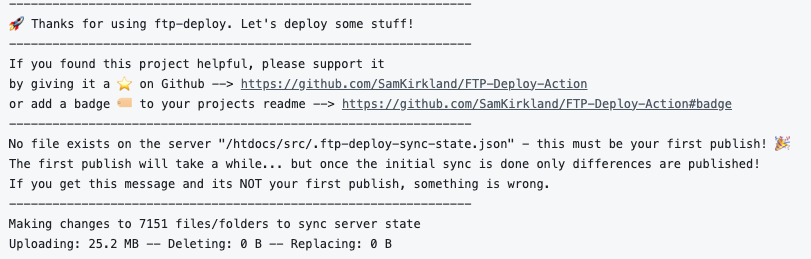 ----------------------------------------------------------------
🚀 Thanks for using ftp-deploy. Let's deploy some stuff!
----------------------------------------------------------------
If you found this project helpful, please support it
by giving it a ⭐ on Github --> https://github.com/SamKirkland/FTP-Deploy-Action
or add a badge 🏷️ to your projects readme --> https://github.com/SamKirkland/FTP-Deploy-Action#badge
----------------------------------------------------------------
No file exists on the server "/htdocs/src/.ftp-deploy-sync-state.json" - this must be your first publish! 🎉
The first publish will take a while... but once the initial sync is done only differences are published!
If you get this message and its NOT your first publish, something is wrong.
----------------------------------------------------------------
Making changes to 7151 files/folders to sync server state
Uploading: 25.2 MB -- Deleting: 0 B -- Replacing: 0 B